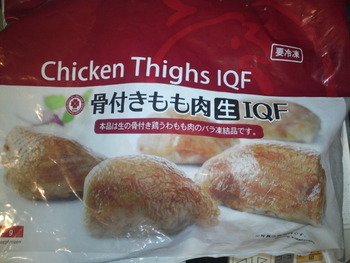 要冷凍
Chicken Thighs IQF
骨付きもも肉生IQF
本品は生の骨付き鶏うわもも肉のバラ凍結品です。